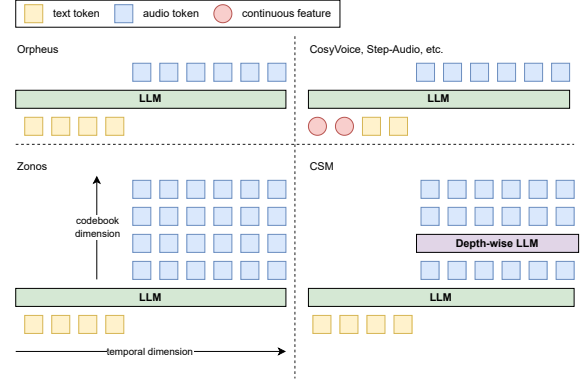 text token audio token continuous feature
Orpheus
LLM
CosyVoice, Step-Audio, etc.
LLM
Zonos
codebook
dimension
LLM
temporal dimension
CSM
Depth-wise LLM
LLM